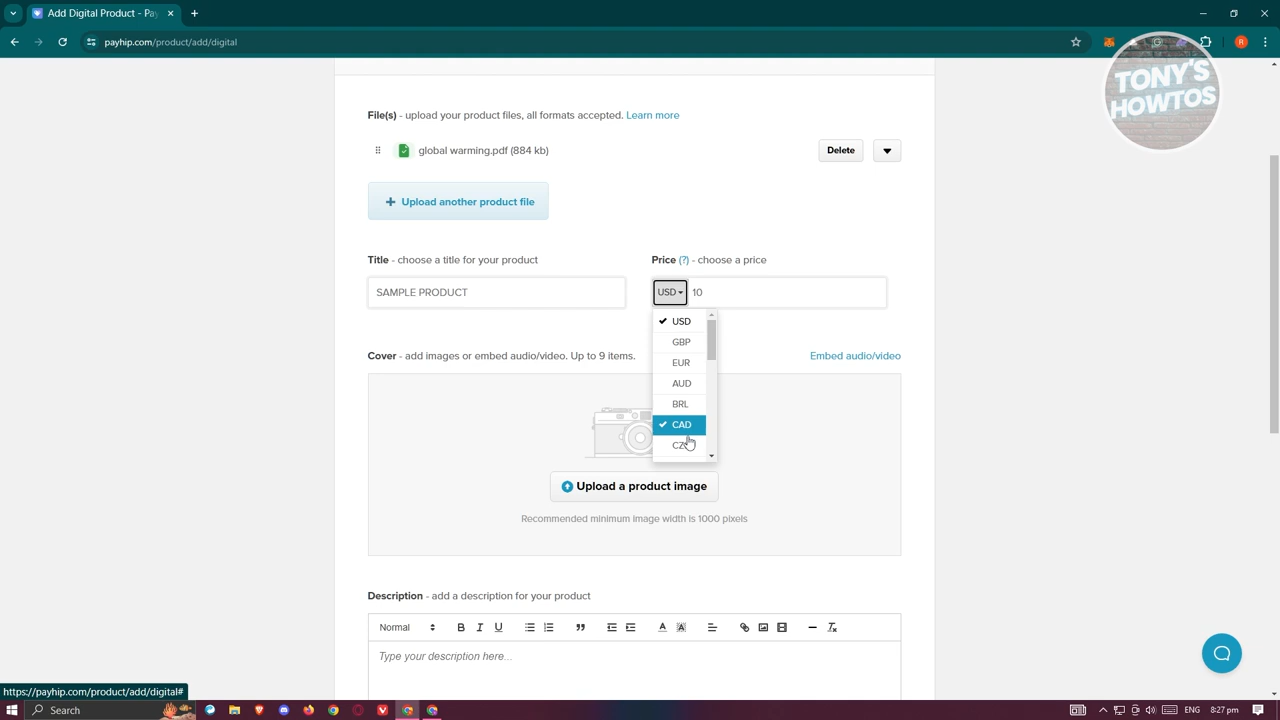 Add Digital Product - Pay
payhip.com/product/add/digital
R
TONY'S
HOWTOS
File(s) - upload your product files, all formats accepted. Learn more
global warming.pdf (884 kb)
Delete
+ Upload another product file
Title - choose a title for your product
Price (?) - choose a price
SAMPLE PRODUCT
USD
10
USD
GBP
EUR
AUD
BRL
CAD
Cover - add images or embed audio/video. Up to 9 items.
Embed audio/video
Upload a product image
Recommended minimum image width is 1000 pixels
Description - add a description for your product
Normal
B I U
A A
Type your description here...
https://payhip.com/product/add/digital#
Search
ENG
8:27 pm